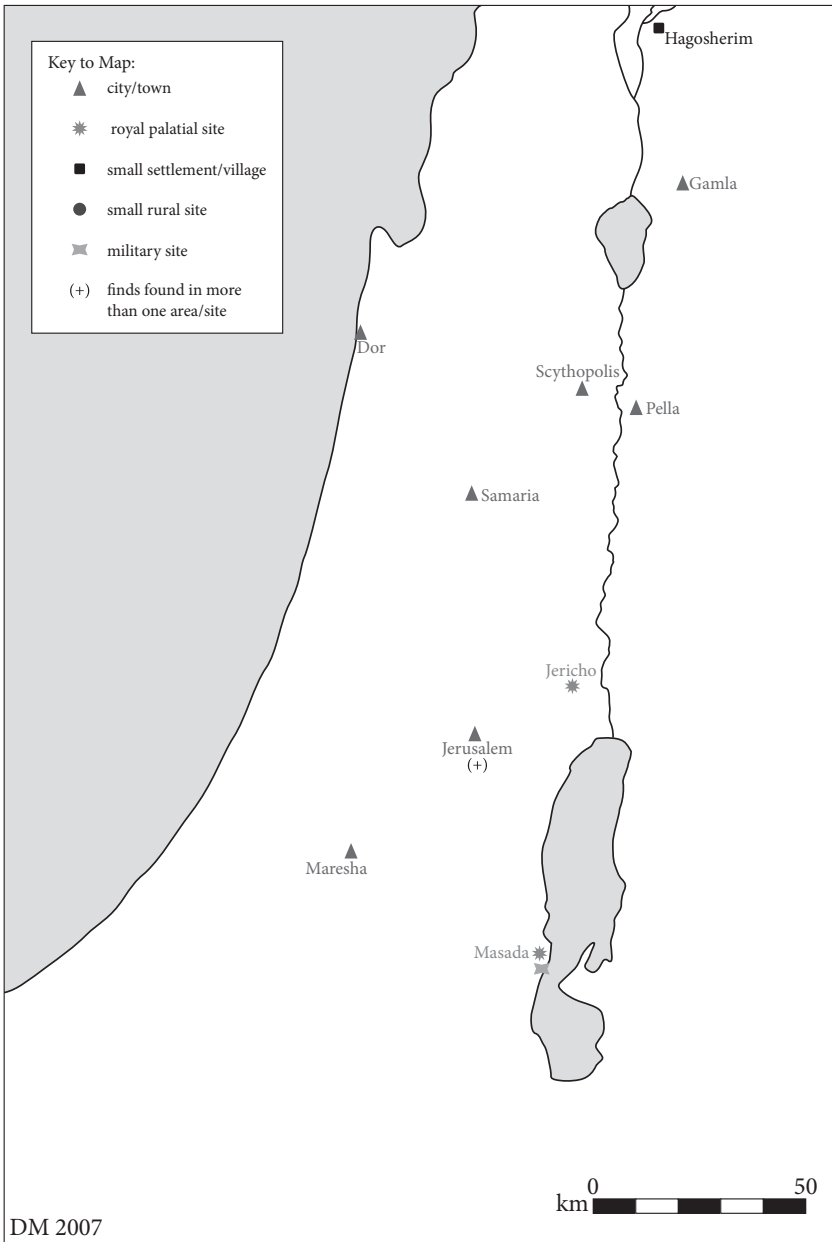 Key to Map:
city/town
royal palatial site
small settlement/village
small rural site
military site
(+) finds found in more
than one area/site
Hagosherim
Gamla
Dor
Scythopolis
Pella
Samaria
Jericho
Jerusalem
(+)
Maresha
Masada
0 50
km
DM 2007